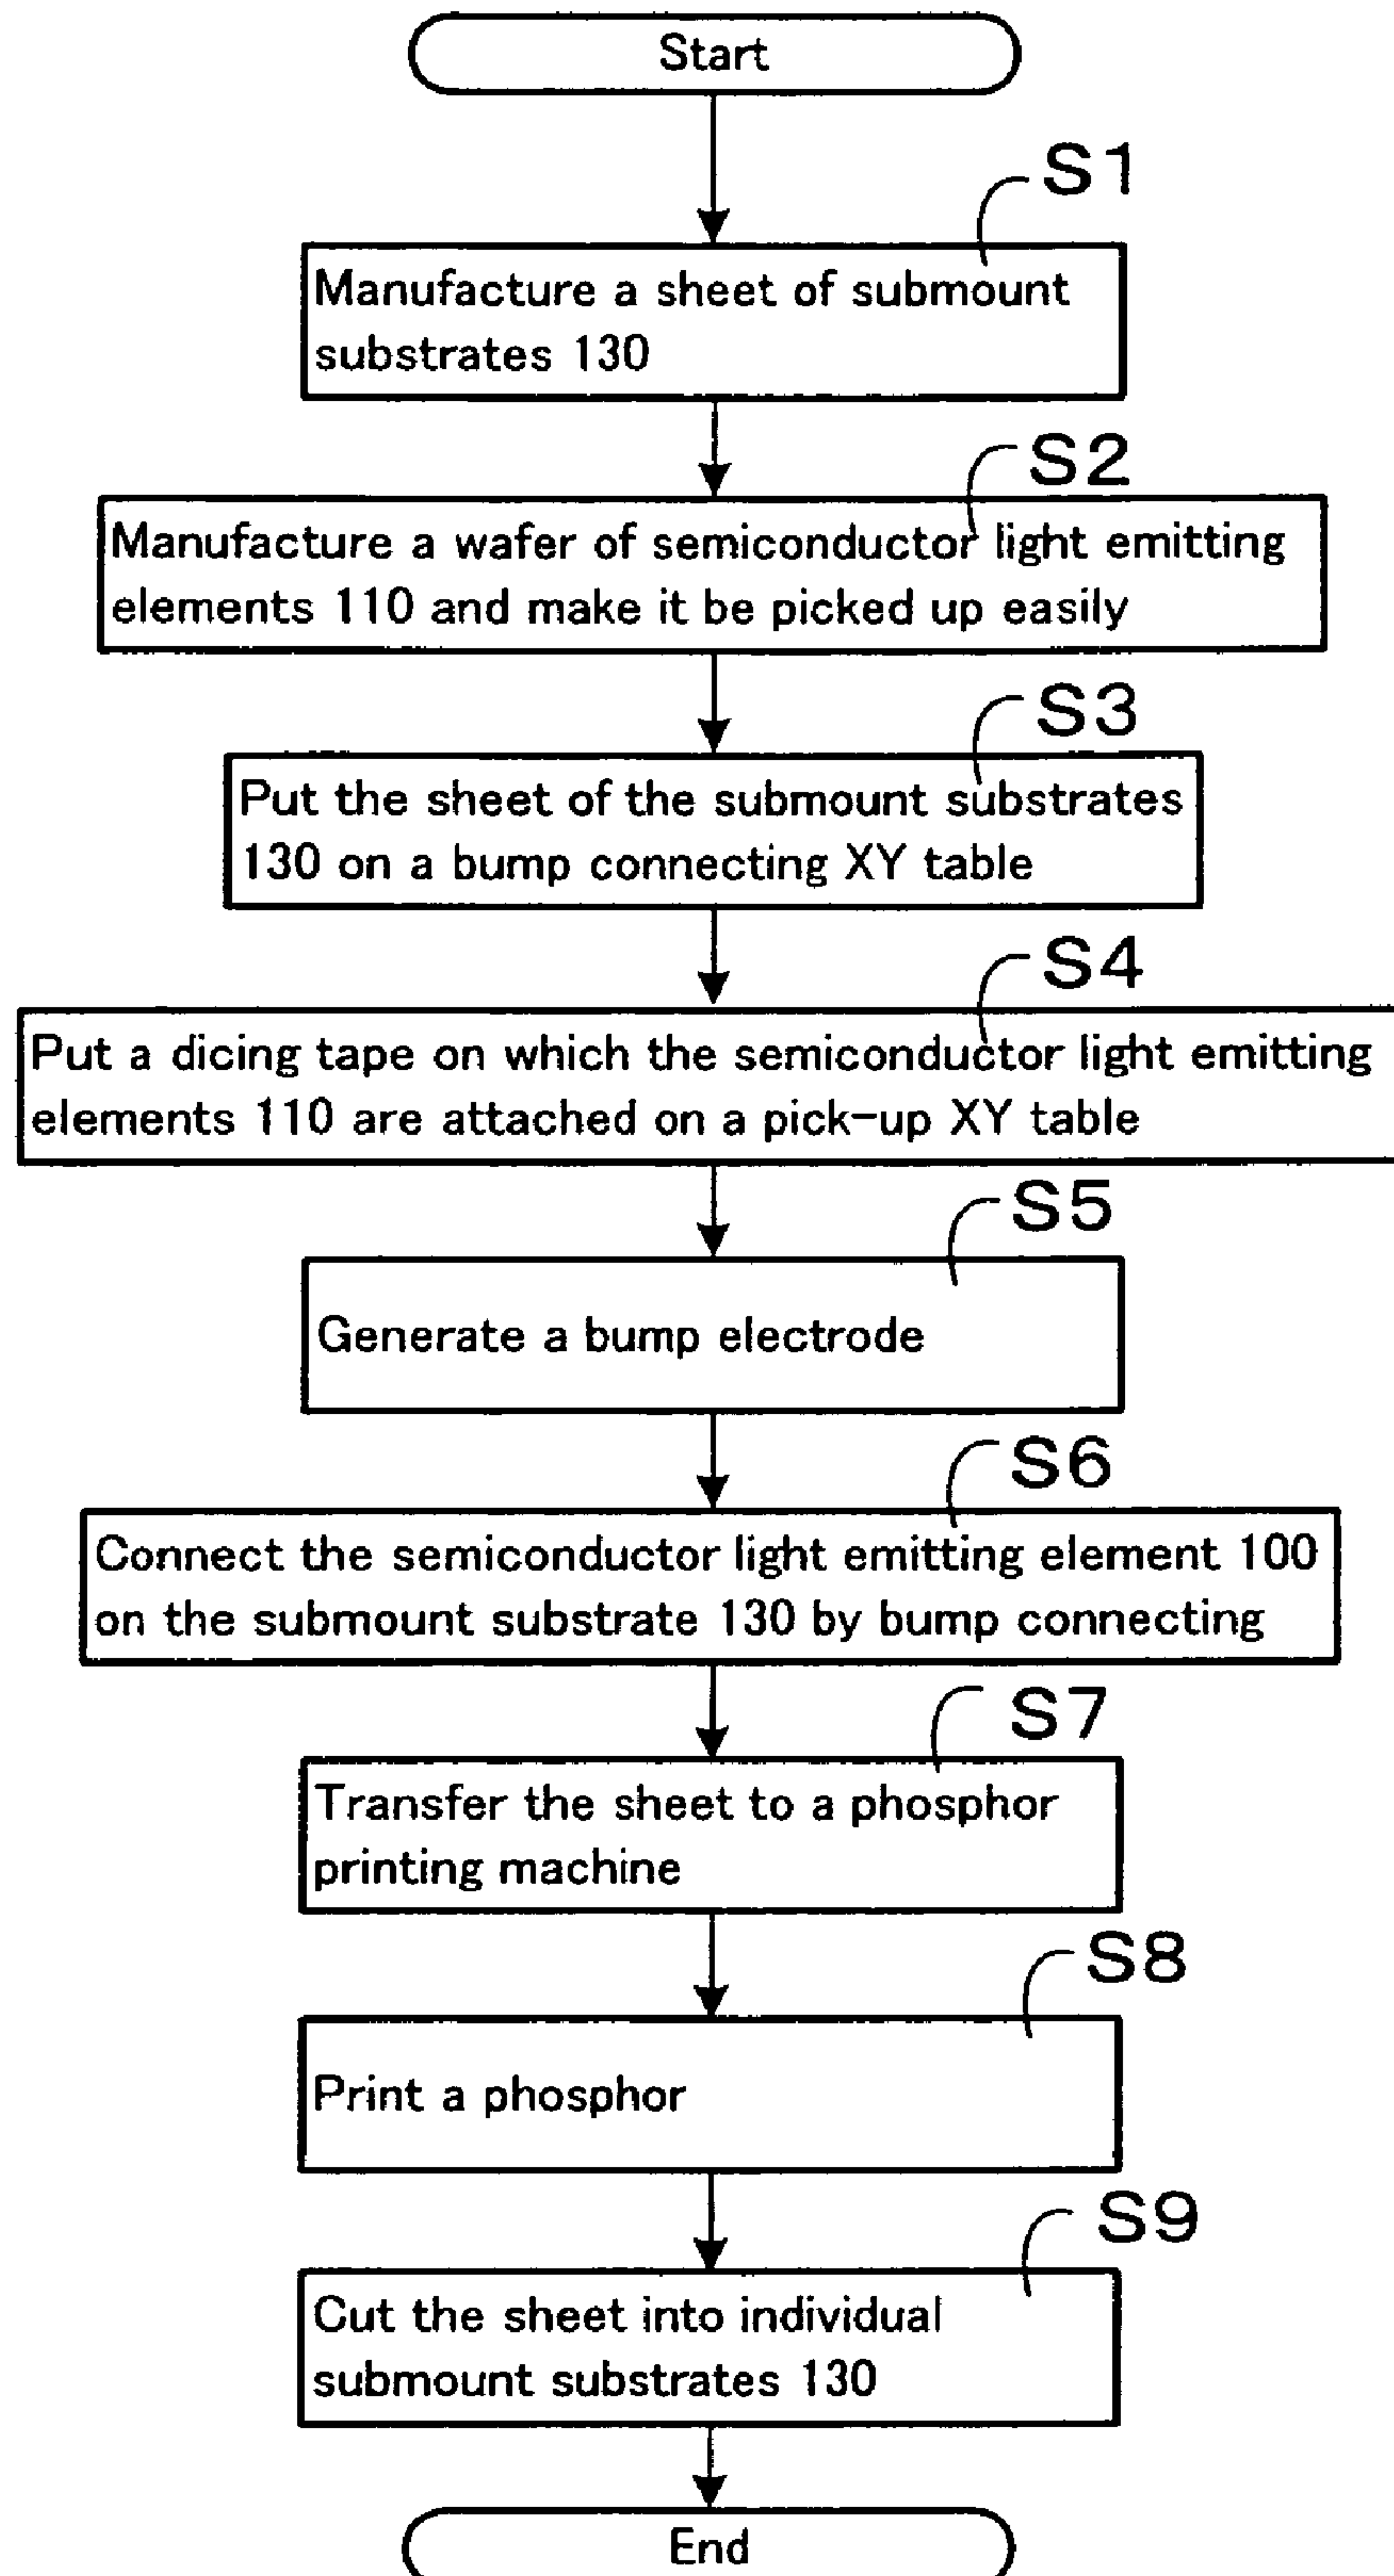 Start
S1
Manufacture a sheet of submount
substrates 130
S2
Manufacture a wafer of semiconductor light emitting
elements 110 and make it be picked up easily
S3
Put the sheet of the submount substrates
130 on a bump connecting XY table
S4
Put a dicing tape on which the semiconductor light emitting
elements 110 are attached on a pick-up XY table
S5
Generate a bump electrode
S6
Connect the semiconductor light emitting element 100
on the submount substrate 130 by bump connecting
S7
Transfer the sheet to a phosphor
printing machine
S8
Print a phosphor
S9
Cut the sheet into individual
submount substrates 130
End